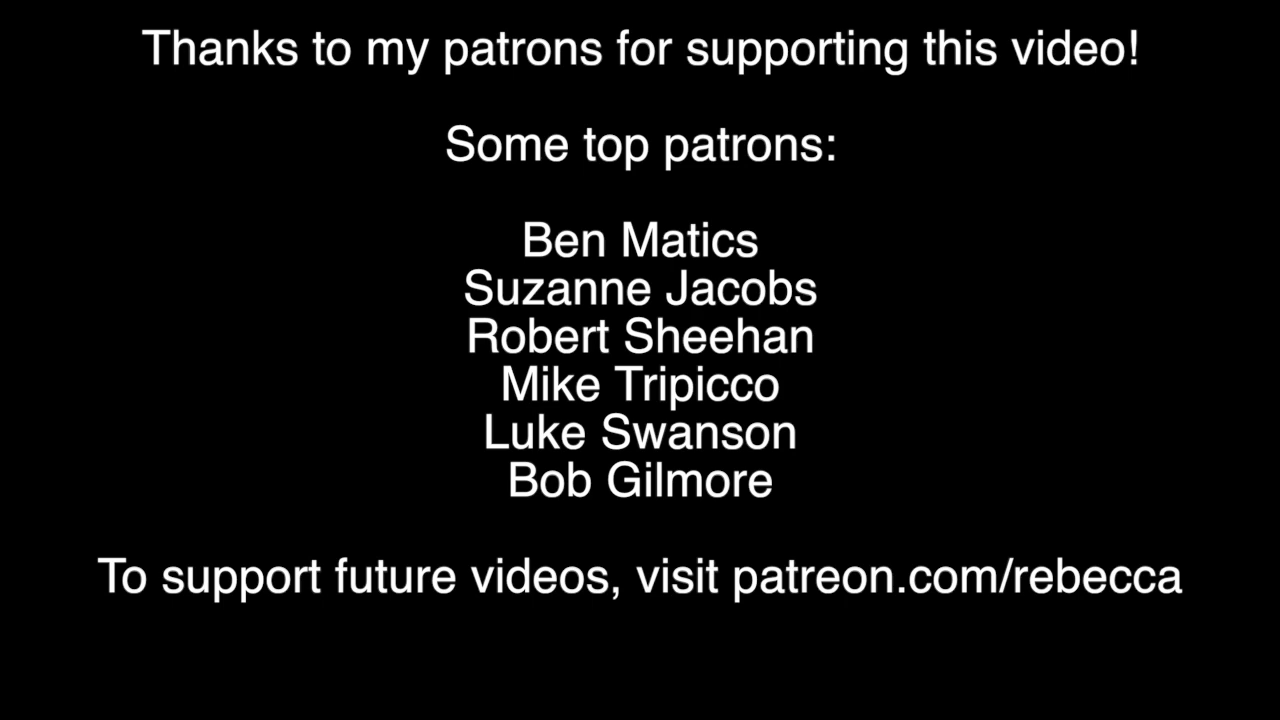 Thanks to my patrons for supporting this video!
Some top patrons:
Ben Matics
Suzanne Jacobs
Robert Sheehan
Mike Tripicco
Luke Swanson
Bob Gilmore
To support future videos, visit patreon.com/rebecca